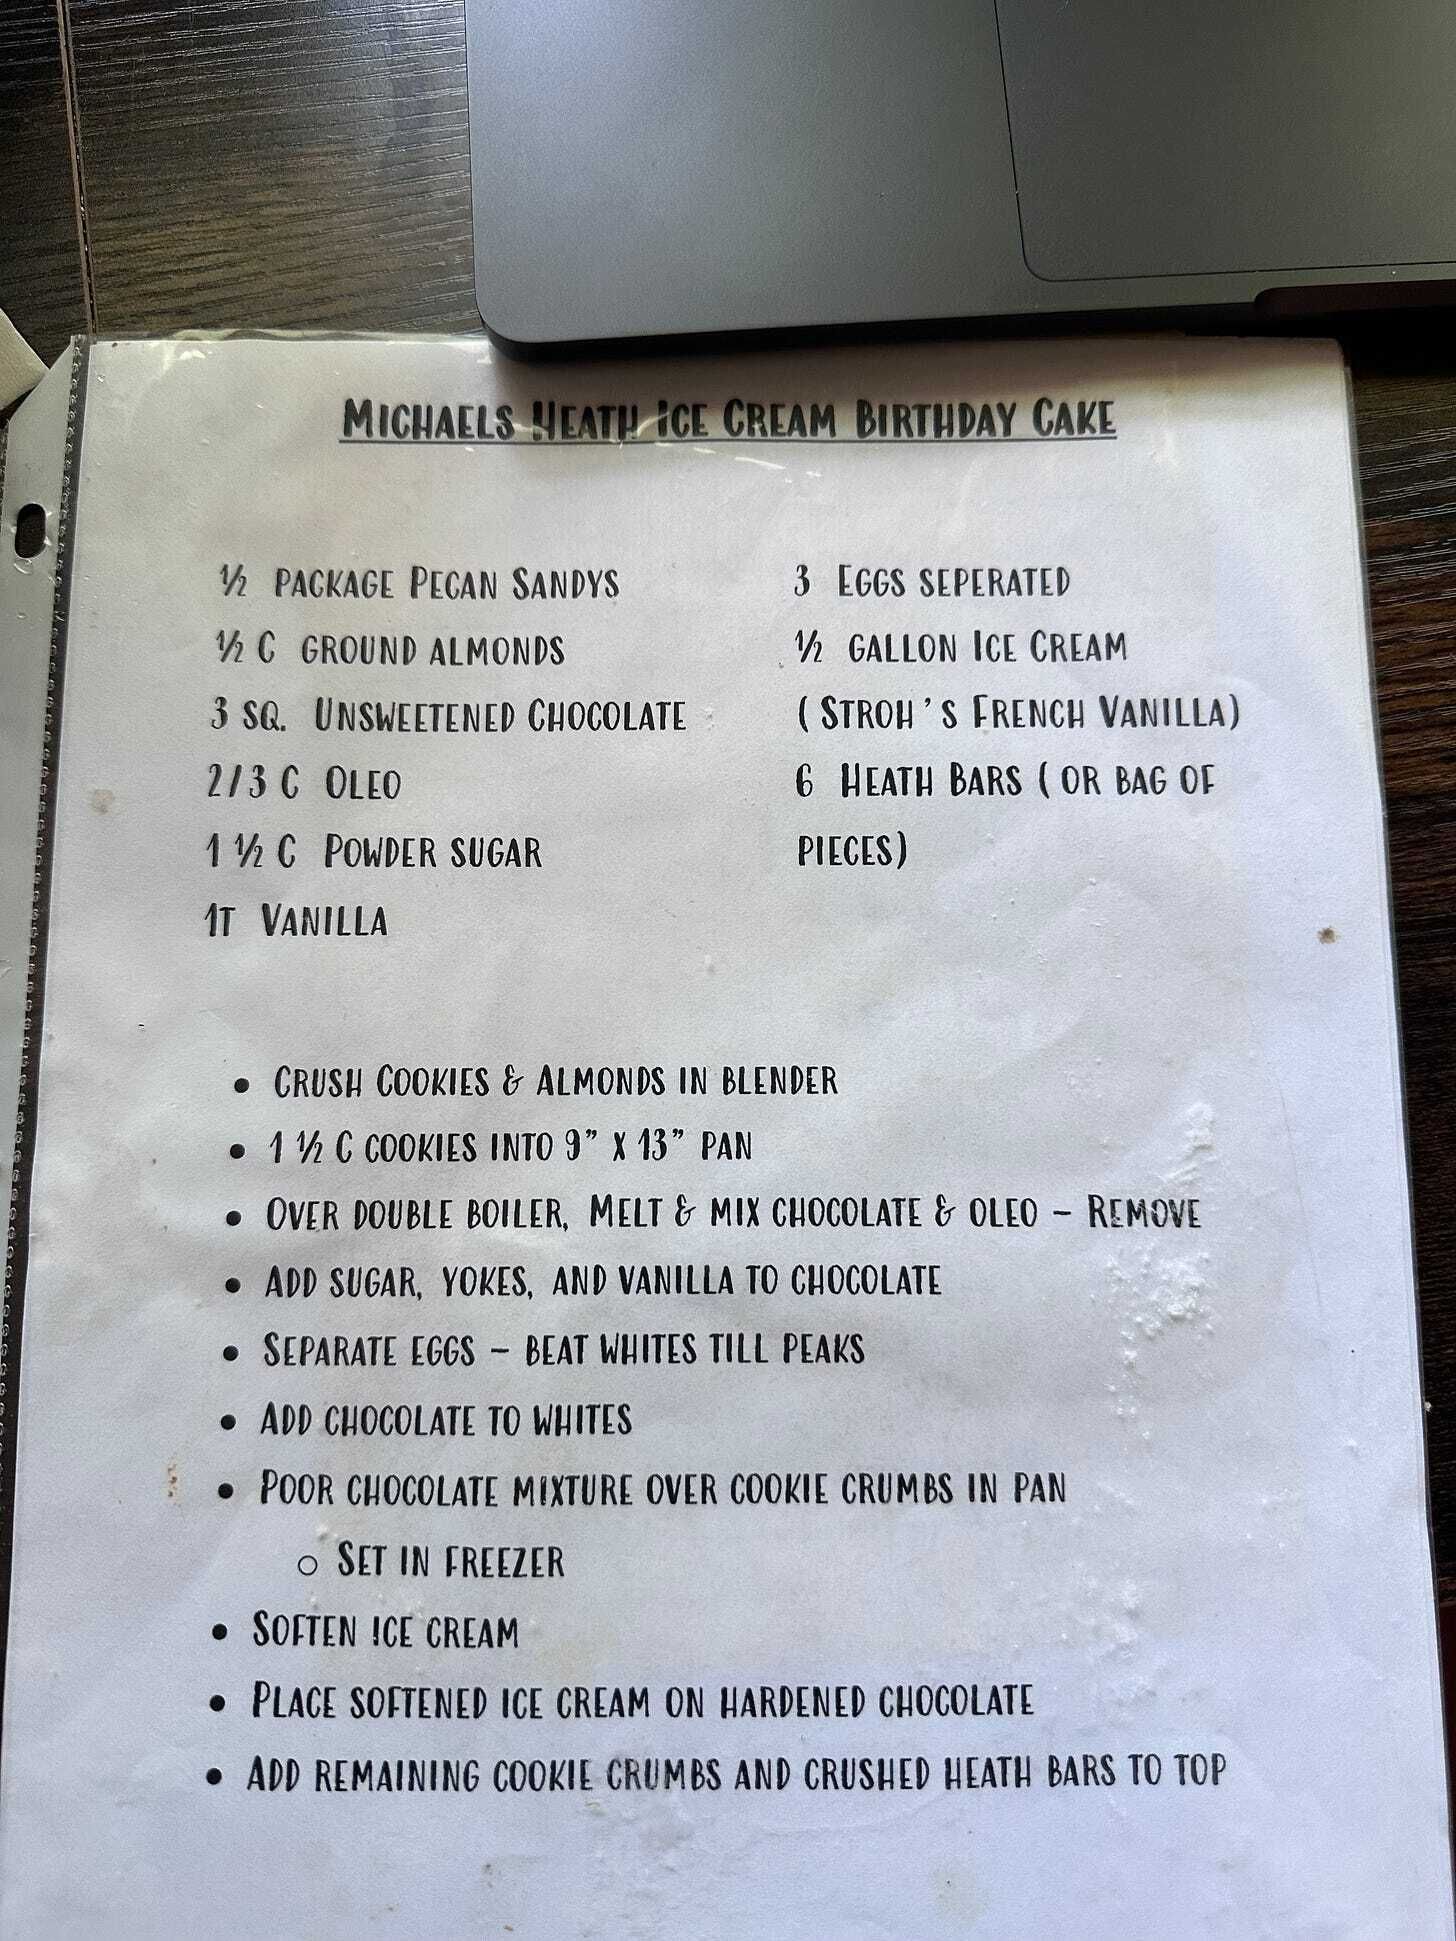 Michaels Heath Ice Cream Birthday Cake
½ package Pecan Sandys
½ C ground almonds
3 sq. Unsweetened Chocolate
2/3 C Oleo
1 ½ C Powder sugar
1T Vanilla
3 Eggs seperated
½ gallon Ice Cream
( Stroh's French Vanilla)
6 Heath Bars ( or bag of
pieces)
• Crush Cookies & Almonds in blender
• 1 ½ C cookies into 9" x 13" pan
• Over double boiler, Melt & mix chocolate & oleo – Remove
• Add sugar, yokes, and vanilla to chocolate
• Separate eggs – beat whites till peaks
• Add chocolate to whites
• Poor chocolate mixture over cookie crumbs in pan
○ Set in freezer
• Soften ice cream
• Place softened ice cream on hardened chocolate
• Add remaining cookie crumbs and crushed heath bars to top